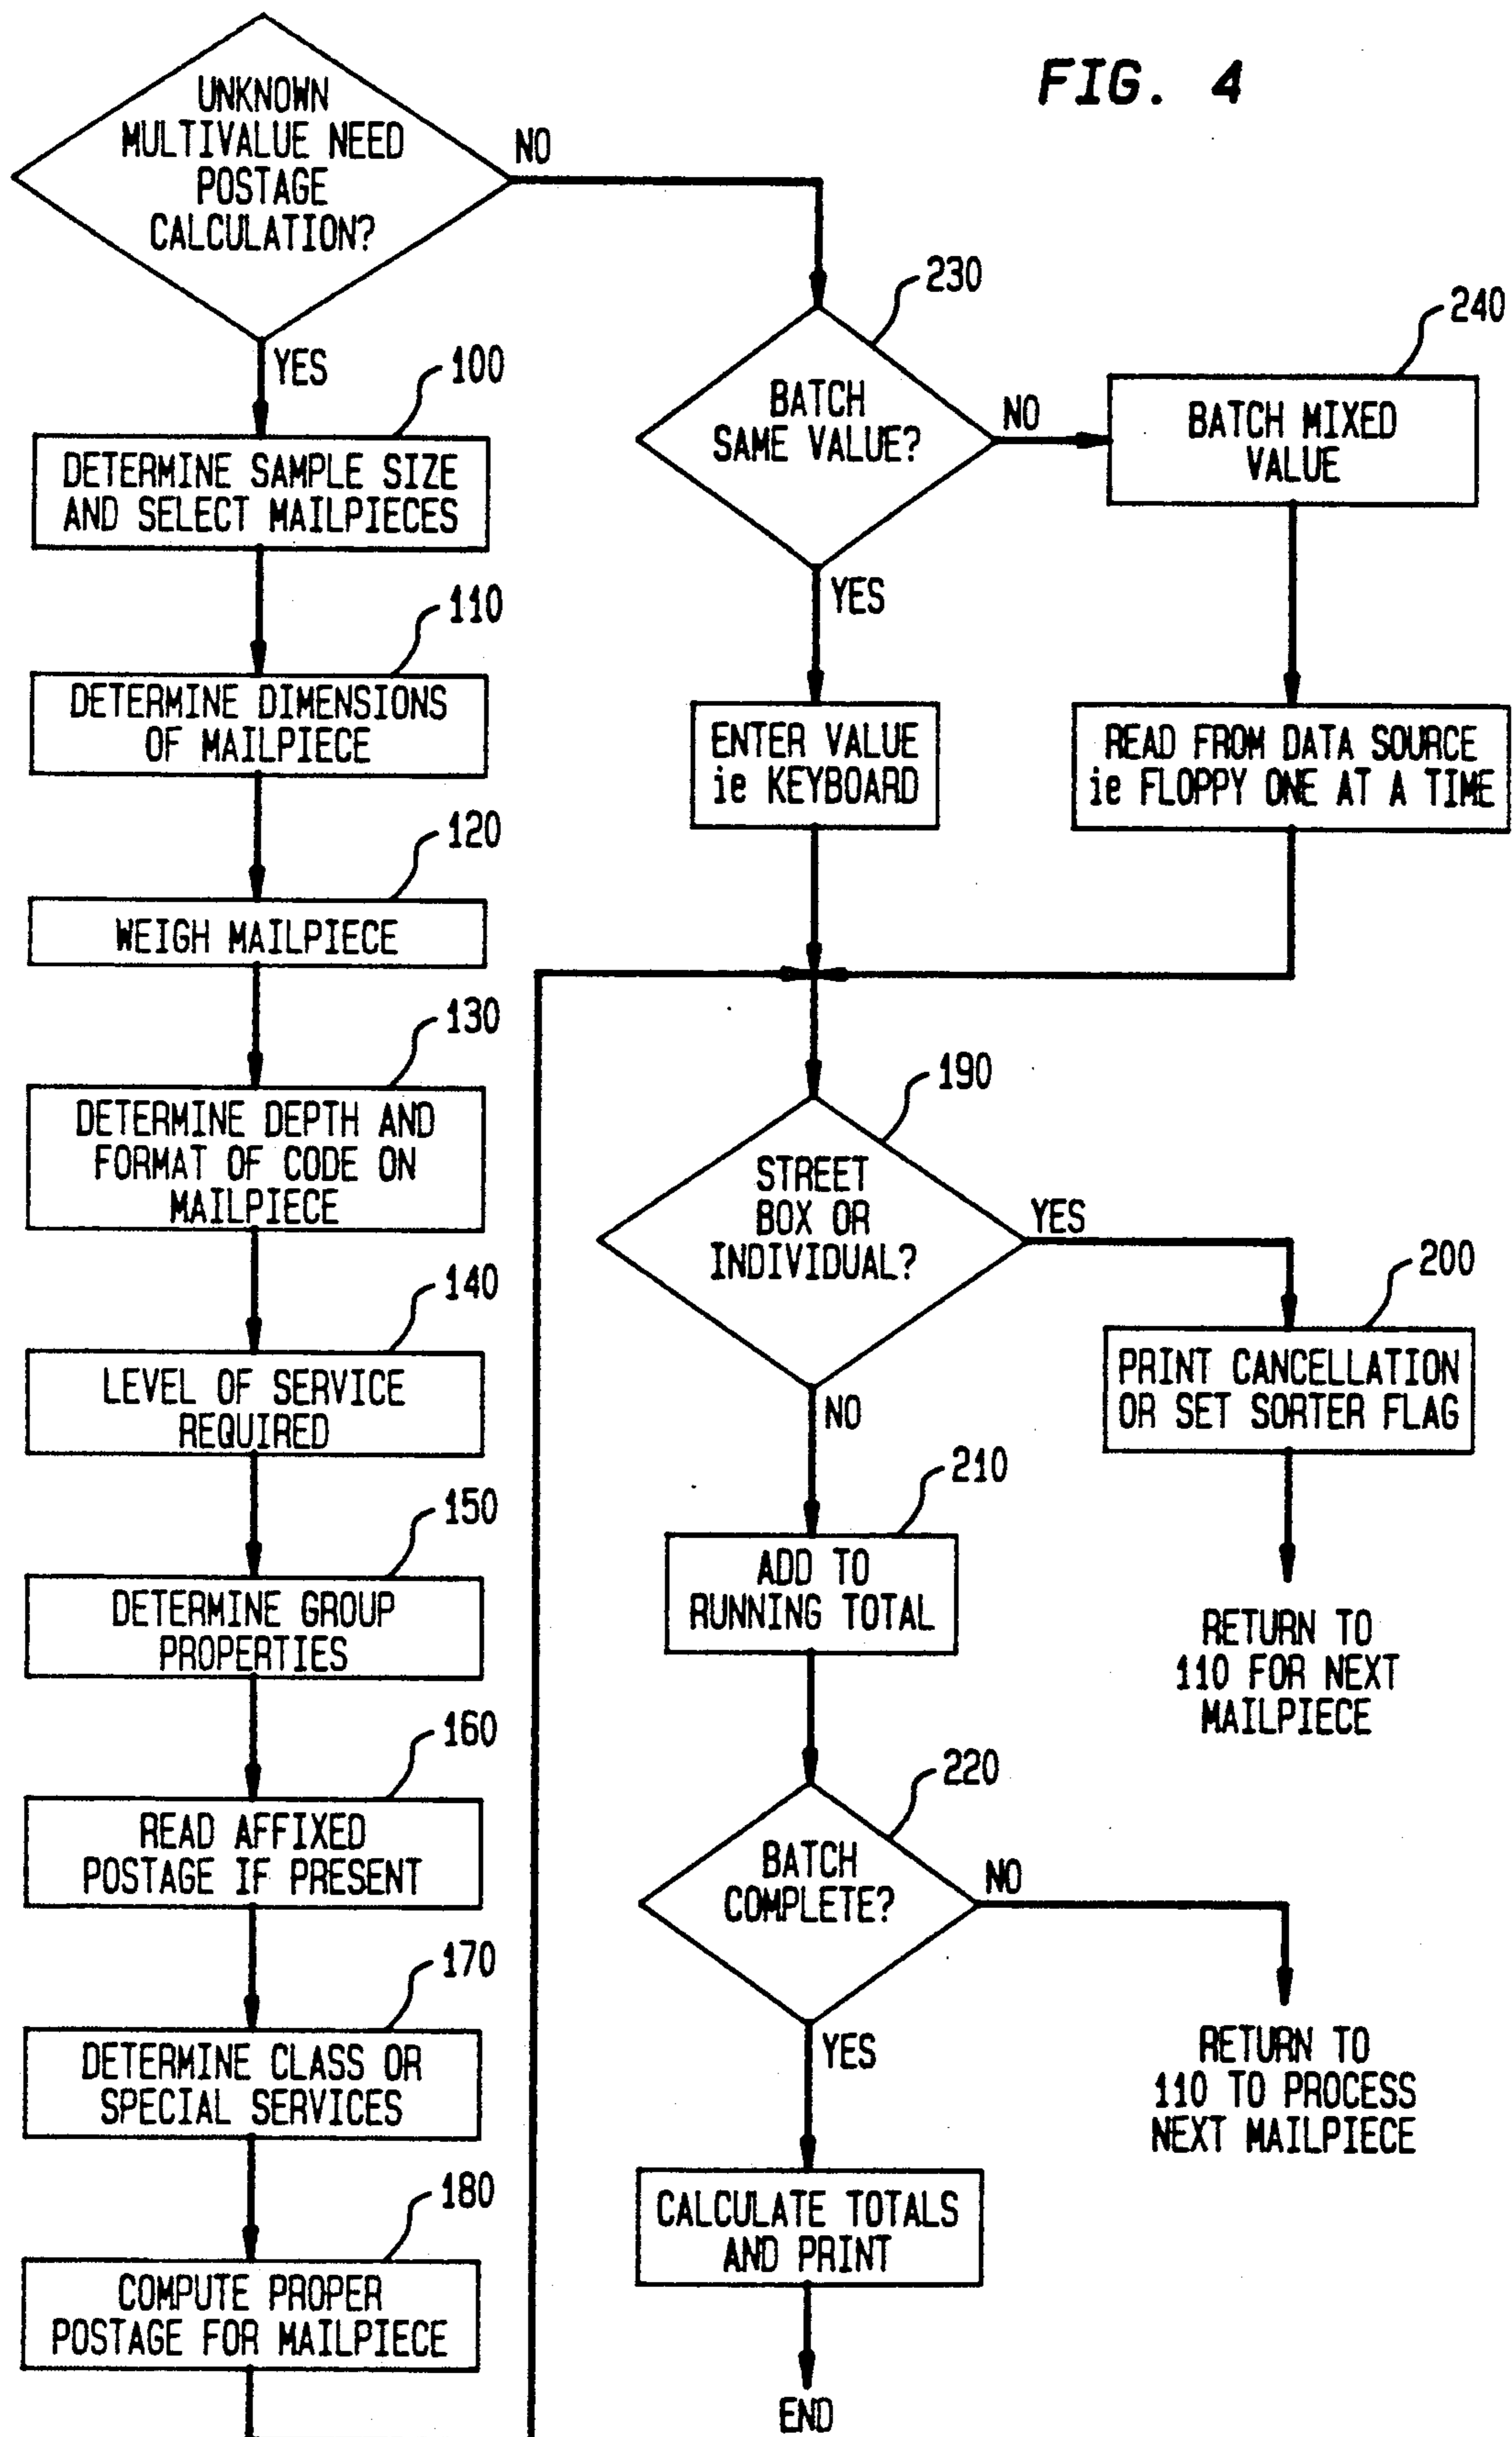 FIG. 4
UNKNOWN
MULTIVALUE NEED
POSTAGE
CALCULATION?
NO
YES
100
DETERMINE SAMPLE SIZE
AND SELECT MAILPIECES
110
DETERMINE DIMENSIONS
OF MAILPIECE
120
WEIGH MAILPIECE
130
DETERMINE DEPTH AND
FORMAT OF CODE ON
MAILPIECE
140
LEVEL OF SERVICE
REQUIRED
150
DETERMINE GROUP
PROPERTIES
160
READ AFFIXED
POSTAGE IF PRESENT
170
DETERMINE CLASS OR
SPECIAL SERVICES
180
COMPUTE PROPER
POSTAGE FOR MAILPIECE
230
BATCH
SAME VALUE?
NO
YES
240
BATCH MIXED
VALUE
ENTER VALUE
ie KEYBOARD
READ FROM DATA SOURCE
ie FLOPPY ONE AT A TIME
190
STREET
BOX OR
INDIVIDUAL?
YES
NO
200
PRINT CANCELLATION
OR SET SORTER FLAG
RETURN TO
110 FOR NEXT
MAILPIECE
210
ADD TO
RUNNING TOTAL
220
BATCH
COMPLETE?
NO
YES
RETURN TO
110 TO PROCESS
NEXT MAILPIECE
CALCULATE TOTALS
AND PRINT
END